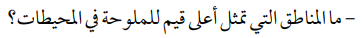 – ما المناطق التي تمثل أعلى قيم للملوحة في المحيطات؟